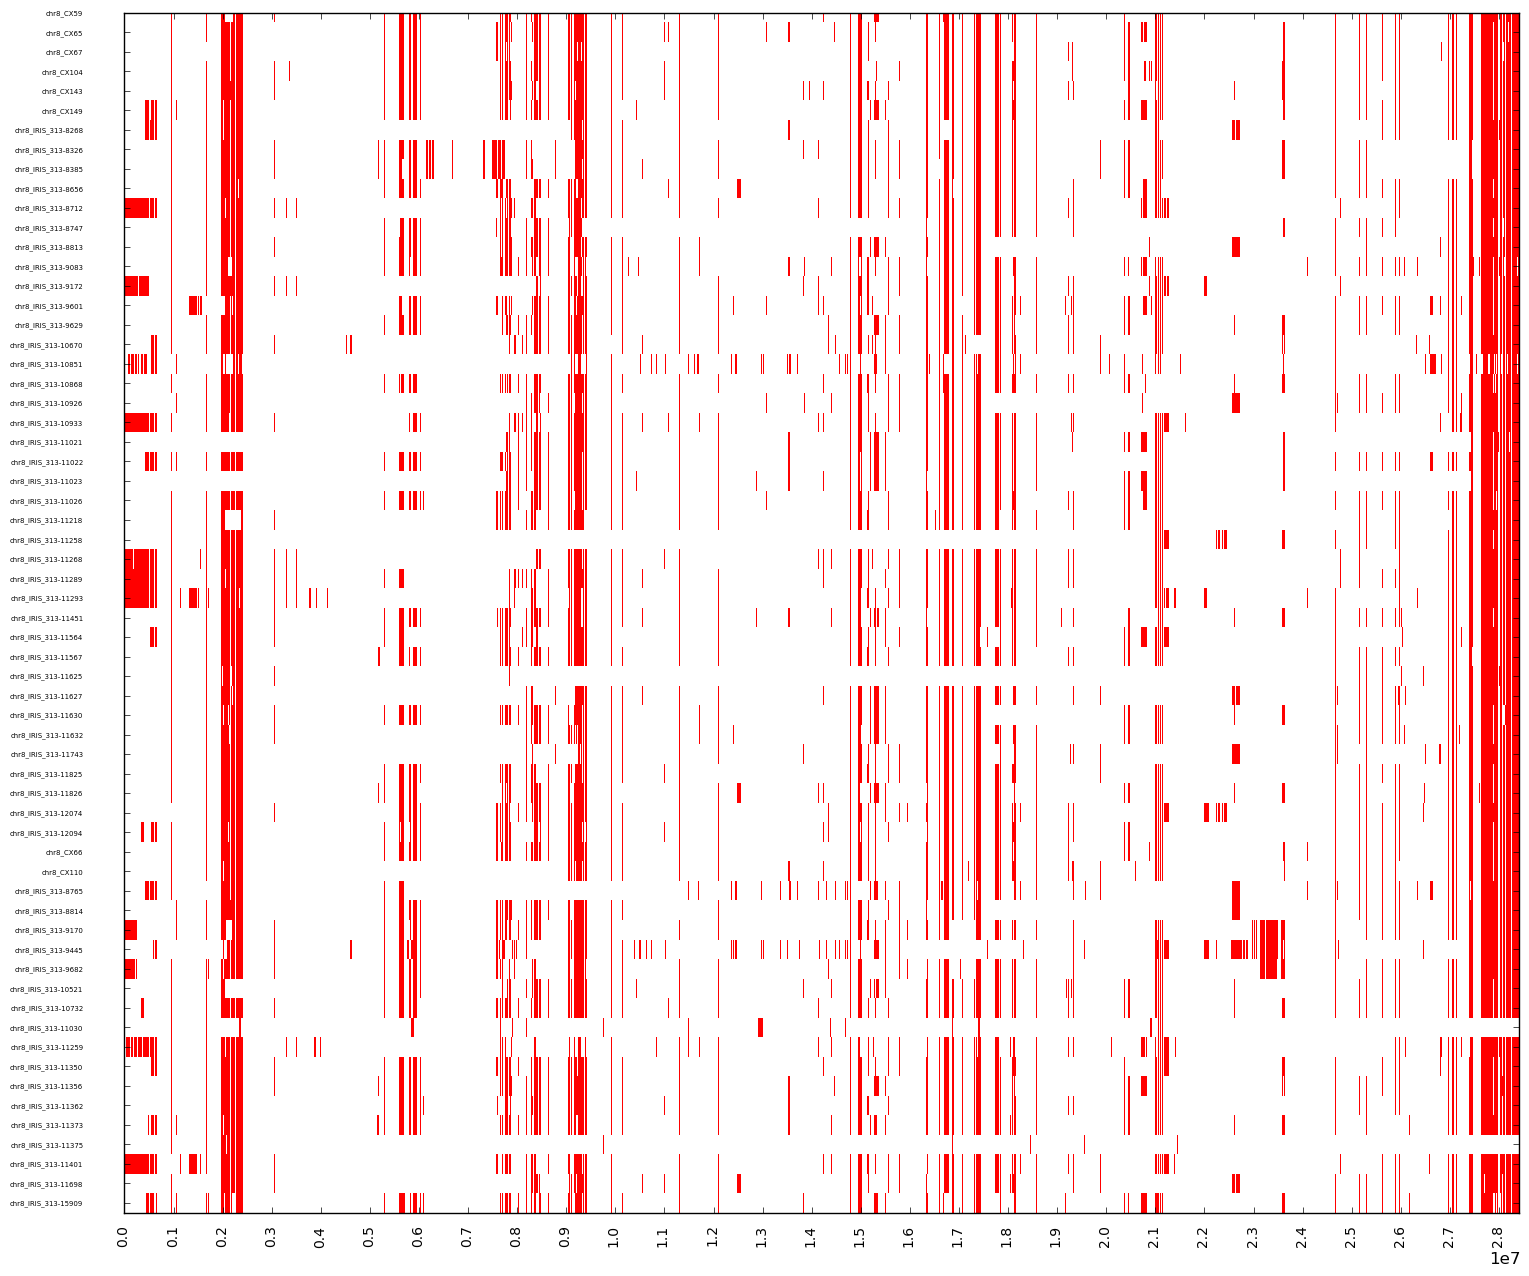 chr8_CX59
chr8_CX65
chr8_CX67
chr8_CX104
chr8_CX143
chr8_CX149
chr8_IRIS_313-8268
chr8_IRIS_313-8326
chr8_IRIS_313-8385
chr8_IRIS_313-8656
chr8_IRIS_313-8712
chr8_IRIS_313-8747
chr8_IRIS_313-8813
chr8_IRIS_313-9083
chr8_IRIS_313-9172
chr8_IRIS_313-9601
chr8_IRIS_313-9629
chr8_IRIS_313-10670
chr8_IRIS_313-10851
chr8_IRIS_313-10868
chr8_IRIS_313-10926
chr8_IRIS_313-10933
chr8_IRIS_313-11021
chr8_IRIS_313-11022
chr8_IRIS_313-11023
chr8_IRIS_313-11026
chr8_IRIS_313-11218
chr8_IRIS_313-11258
chr8_IRIS_313-11268
chr8_IRIS_313-11289
chr8_IRIS_313-11293
chr8_IRIS_313-11451
chr8_IRIS_313-11564
chr8_IRIS_313-11567
chr8_IRIS_313-11625
chr8_IRIS_313-11627
chr8_IRIS_313-11630
chr8_IRIS_313-11632
chr8_IRIS_313-11743
chr8_IRIS_313-11825
chr8_IRIS_313-11826
chr8_IRIS_313-12074
chr8_IRIS_313-12094
chr8_CX66
chr8_CX110
chr8_IRIS_313-8765
chr8_IRIS_313-8814
chr8_IRIS_313-9170
chr8_IRIS_313-9445
chr8_IRIS_313-9682
chr8_IRIS_313-10521
chr8_IRIS_313-10732
chr8_IRIS_313-11030
chr8_IRIS_313-11259
chr8_IRIS_313-11350
chr8_IRIS_313-11356
chr8_IRIS_313-11362
chr8_IRIS_313-11373
chr8_IRIS_313-11375
chr8_IRIS_313-11401
chr8_IRIS_313-11698
chr8_IRIS_313-15909
0.0 0.1 0.2 0.3 0.4 0.5 0.6 0.7 0.8 0.9 1.0 1.1 1.2 1.3 1.4 1.5 1.6 1.7 1.8 1.9 2.0 2.1 2.2 2.3 2.4 2.5 2.6 2.7 2.8
1e7